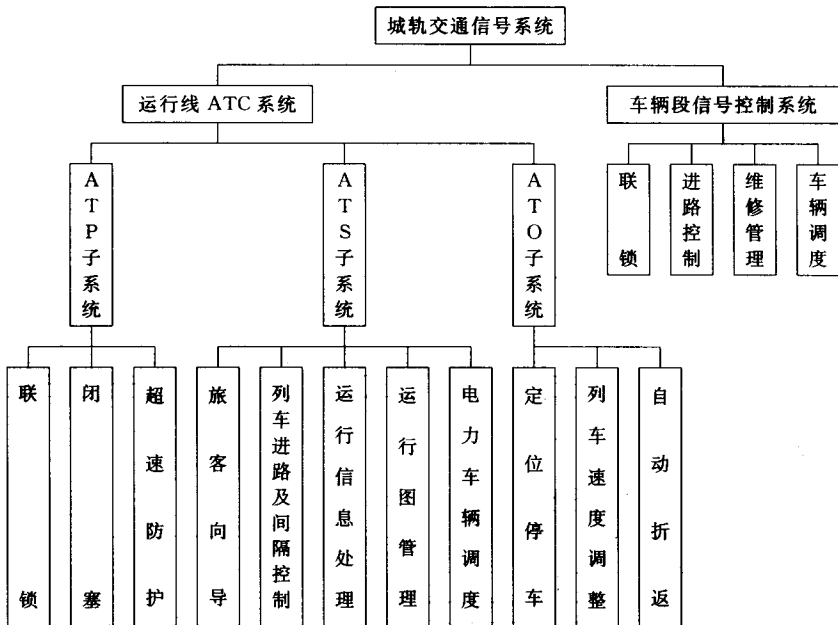 城轨交通信号系统
运行线 ATC 系统
车辆段信号控制系统
ATP子系统
ATS子系统
ATO子系统
联锁
进路控制
维修管理
车辆调度
联锁
闭塞
超速防护
旅客向导
列车进路及间隔控制
运行信息处理
运行图管理
电力车辆调度
定位停车
列车速度调整
自动折返